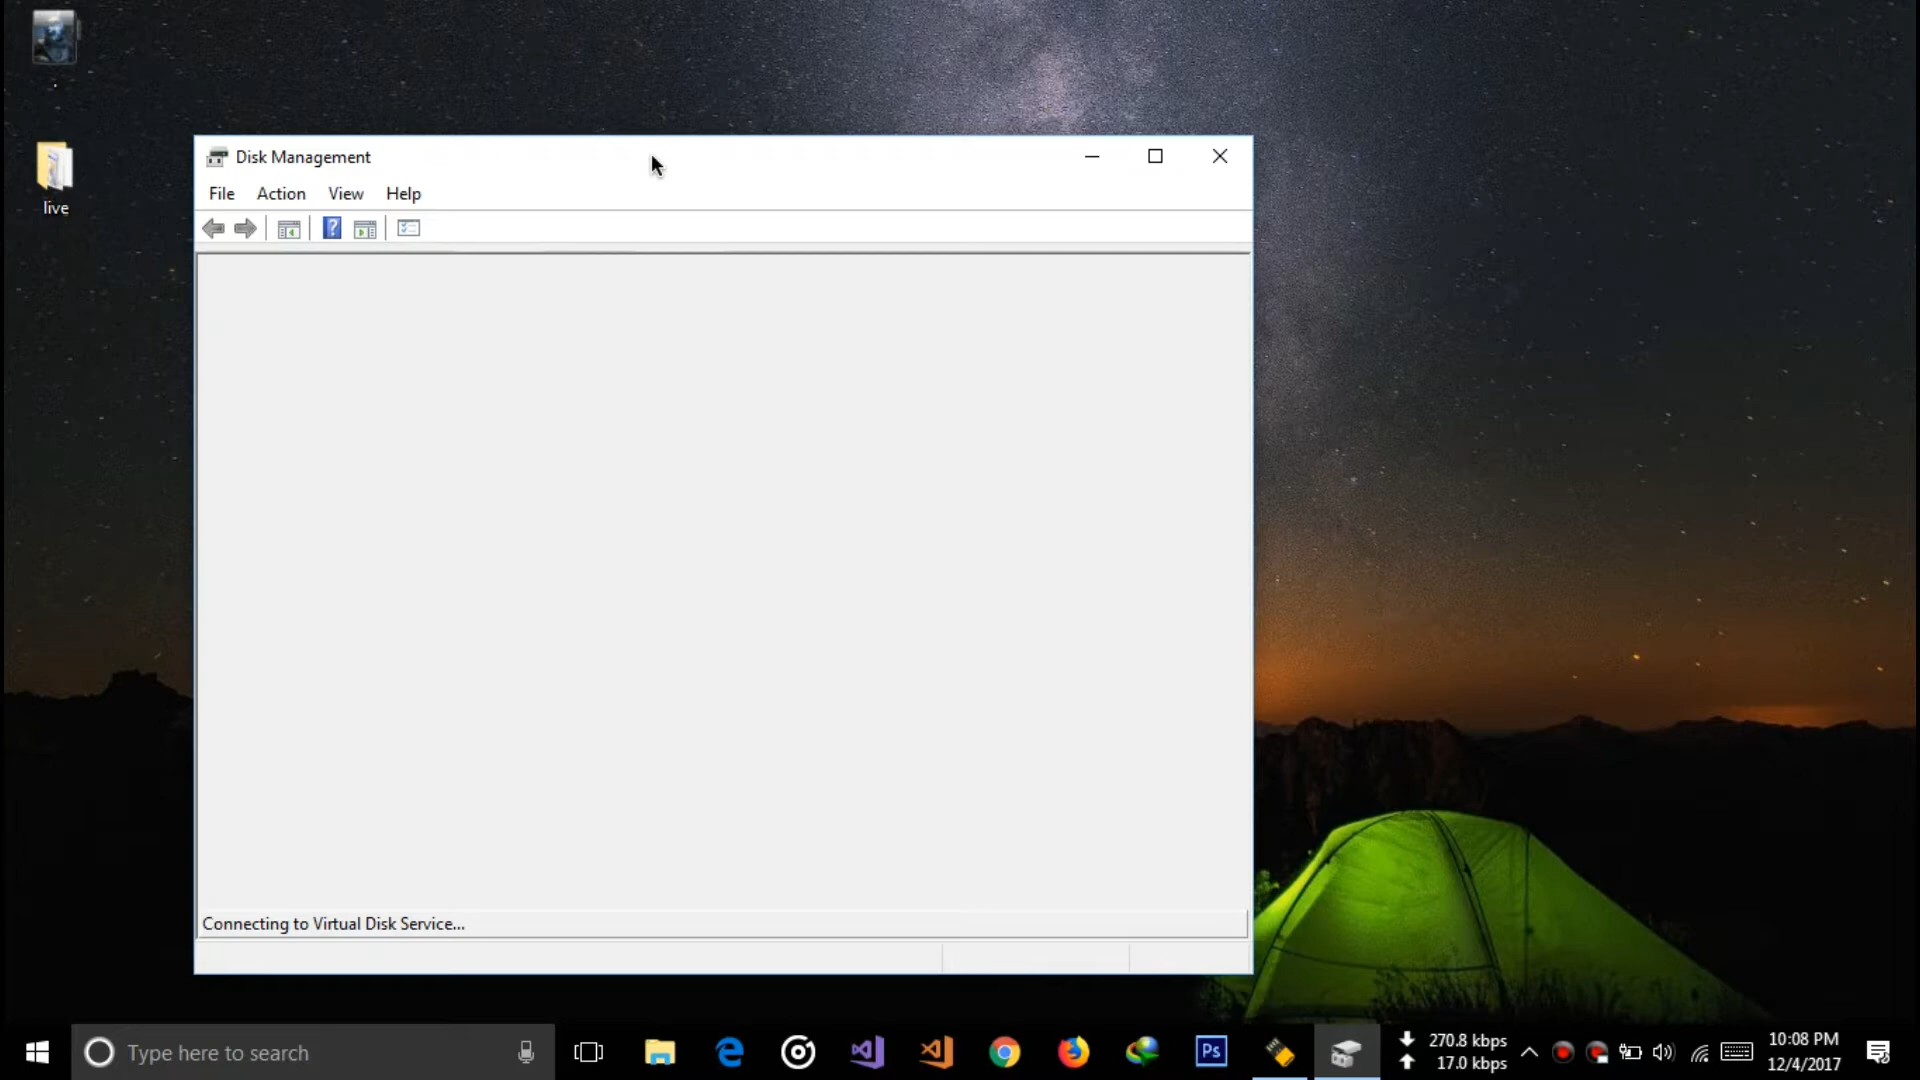 live
Disk Management
File Action View Help
?
Connecting to Virtual Disk Service...
Type here to search
Ps
270.8 kbps
17.0 kbps
10:08 PM
12/4/2017